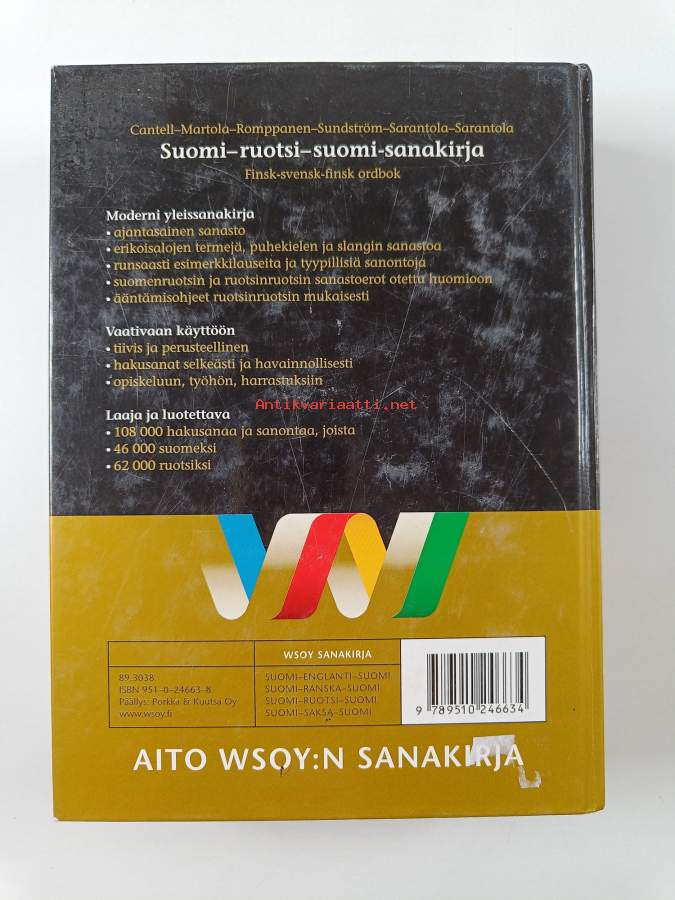 Cantell–Martola–Romppanen–Sundström–Sarantola–Sarantola
Suomi–ruotsi–suomi-sanakirja
Finsk-svensk-finsk ordbok
Moderni yleissanakirja
• ajantasainen sanasto
• erikoisalojen termejä, puhekielen ja slangin sanastoa
• runsaasti esimerkkilauseita ja tyypillisiä sanontoja
• suomenruotsin ja ruotsinruotsin sanastoerot otettu huomioon
• ääntämisohjeet ruotsinruotsin mukaisesti
Vaativaan käyttöön
• tiivis ja perusteellinen
• hakusanat selkeästi ja havainnollisesti
• opiskeluun, työhön, harrastuksiin
Antikvariaatti.net
Laaja ja luotettava
• 108 000 hakusanaa ja sanontaa, joista
• 46 000 suomeksi
• 62 000 ruotsiksi
WSOY SANAKIRJA
89.3038
ISBN 951-0-24663-8
Päällys: Porkka & Kuutsa Oy
www.wsoy.fi
SUOMI–ENGLANTI–SUOMI
SUOMI–RANSKA–SUOMI
SUOMI–RUOTSI–SUOMI
SUOMI–SAKSA–SUOMI
9 789510 246634
AITO WSOY:N SANAKIRJA